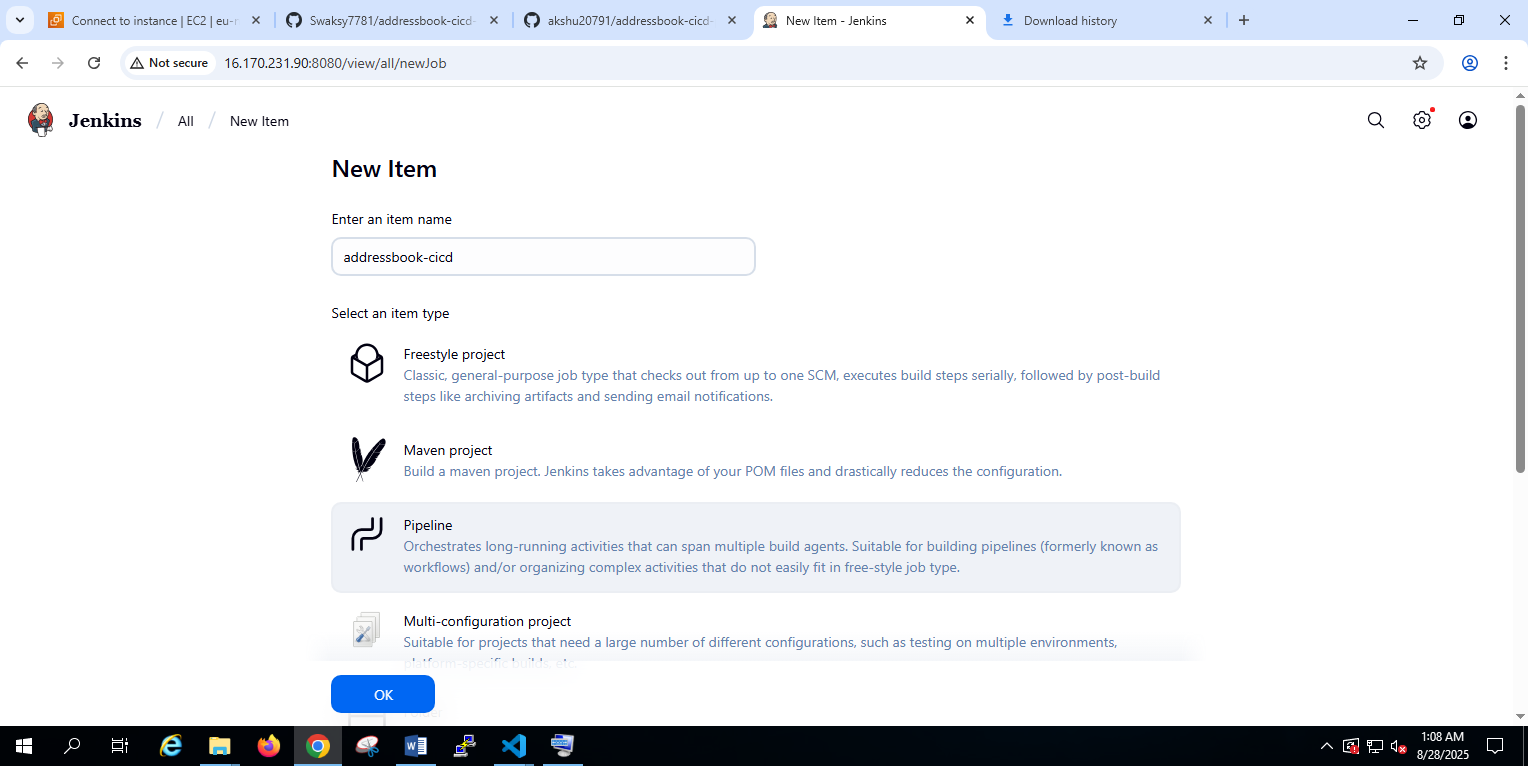 Connect to instance | EC2 | eu-n
Swaksy7781/addressbook-cicd-
akshu20791/addressbook-cicd-
New Item - Jenkins
Download history
Not secure
16.170.231.90:8080/view/all/newJob
Jenkins / All / New Item
New Item
Enter an item name
addressbook-cicd
Select an item type
Freestyle project
Classic, general-purpose job type that checks out from up to one SCM, executes build steps serially, followed by post-build
steps like archiving artifacts and sending email notifications.
Maven project
Build a maven project. Jenkins takes advantage of your POM files and drastically reduces the configuration.
Pipeline
Orchestrates long-running activities that can span multiple build agents. Suitable for building pipelines (formerly known as
workflows) and/or organizing complex activities that do not easily fit in free-style job type.
Multi-configuration project
Suitable for projects that need a large number of different configurations, such as testing on multiple environments,
platform-specific builds, etc.
OK
Folder
1:08 AM
8/28/2025